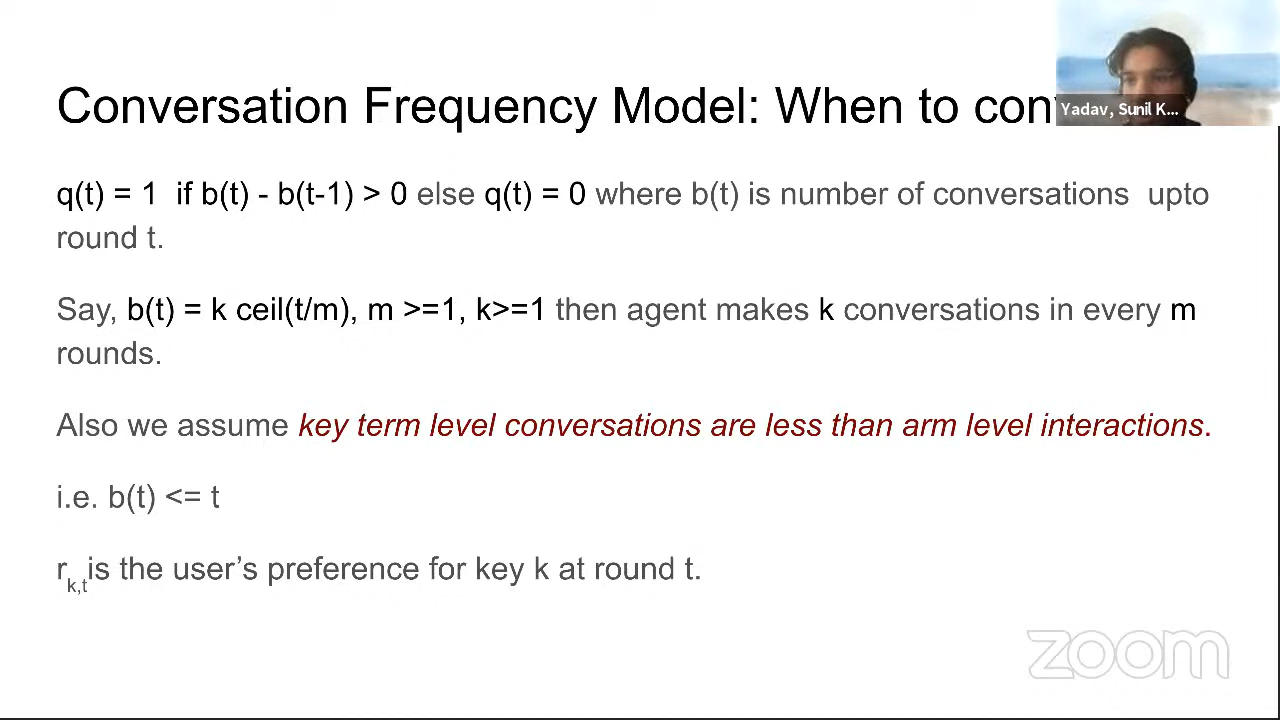 Conversation Frequency Model: When to con
Yadav, Sunil K...
q(t) = 1 if b(t) - b(t-1) > 0 else q(t) = 0 where b(t) is number of conversations upto
round t.
Say, b(t) = k ceil(t/m), m >=1, k>=1 then agent makes k conversations in every m
rounds.
Also we assume key term level conversations are less than arm level interactions.
i.e. b(t) <= t
r k,t is the user’s preference for key k at round t.
zoom